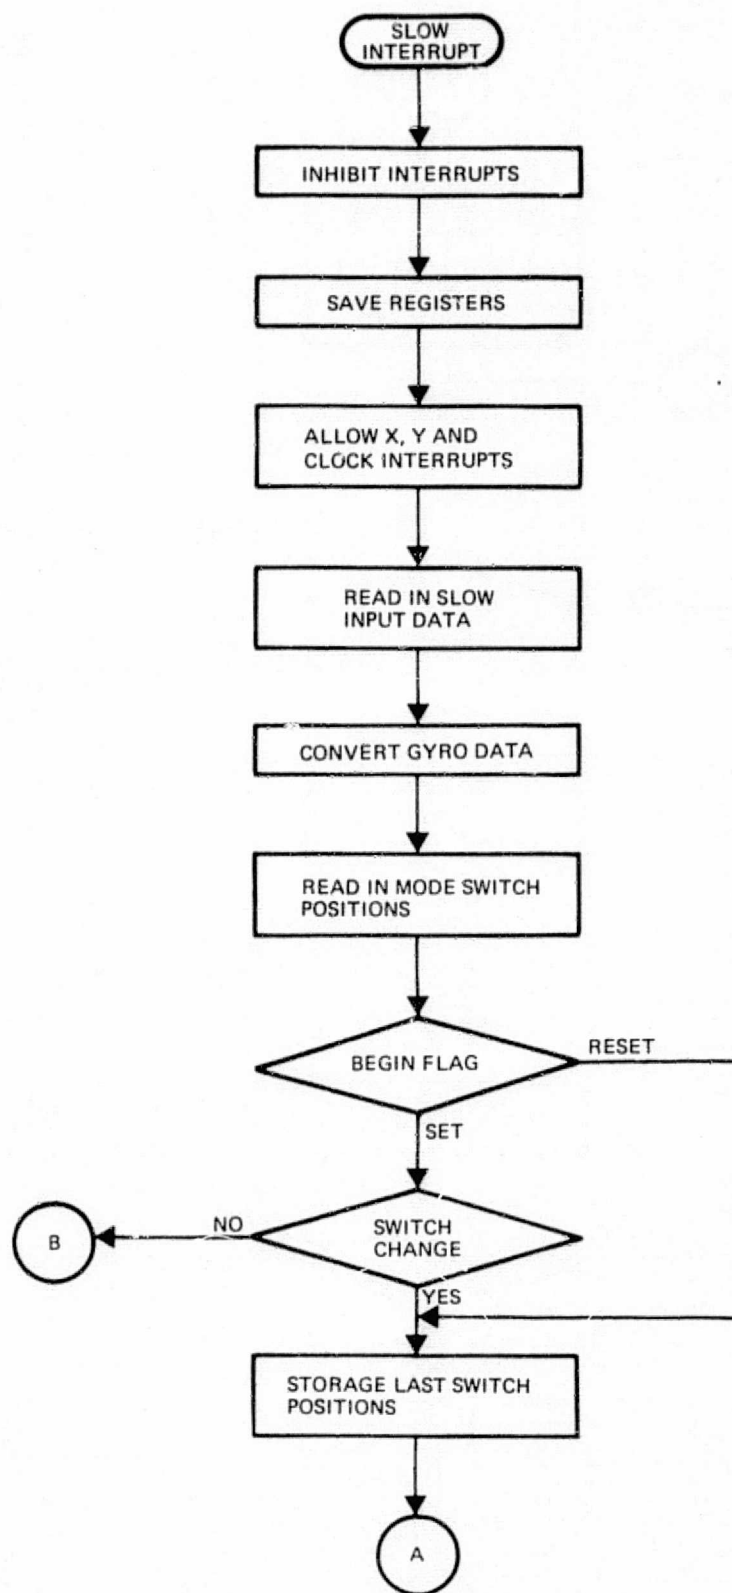 SLOW
INTERRUPT
INHIBIT INTERRUPTS
SAVE REGISTERS
ALLOW X, Y AND
CLOCK INTERRUPTS
READ IN SLOW
INPUT DATA
CONVERT GYRO DATA
READ IN MODE SWITCH
POSITIONS
BEGIN FLAG
RESET
SET
SWITCH
CHANGE
NO
B
YES
STORAGE LAST SWITCH
POSITIONS
A